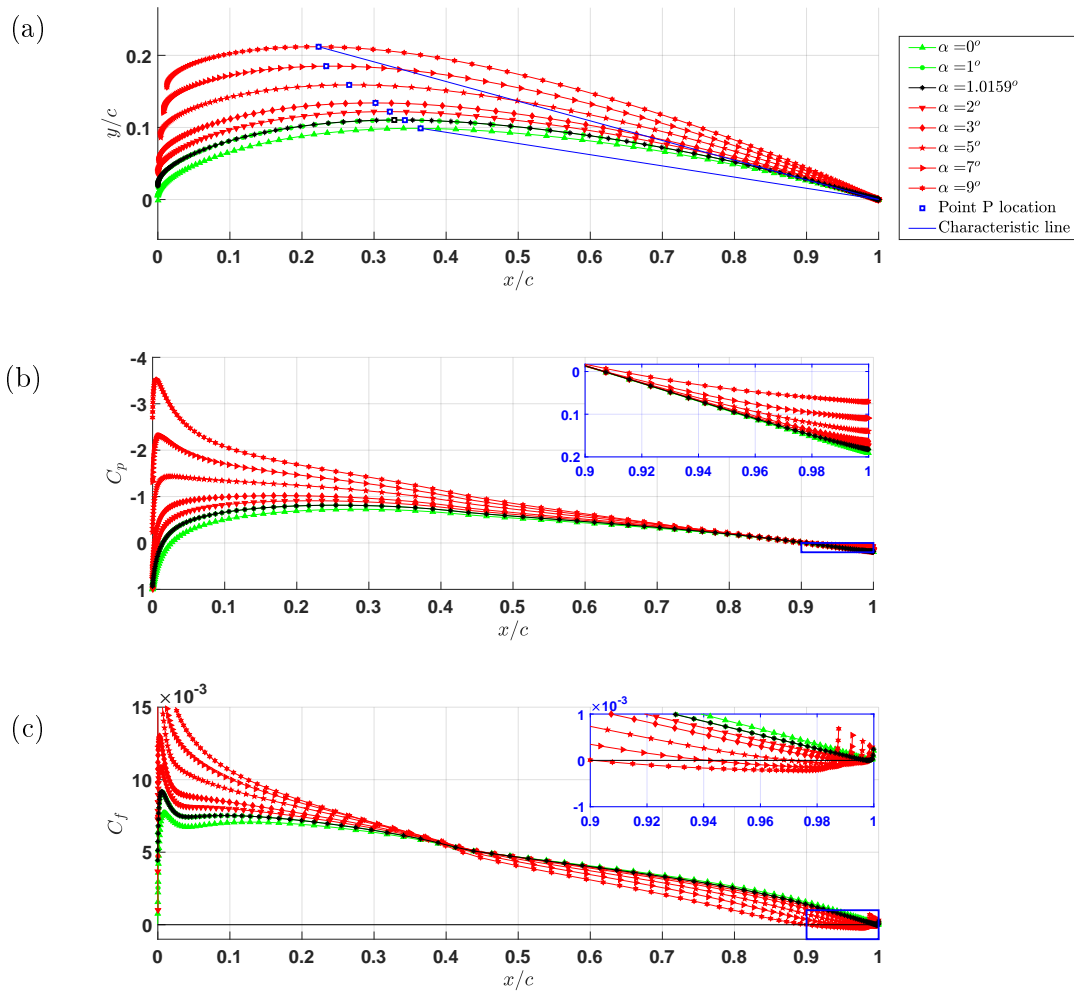 (a)
y/c
0.2
0.1
0
0 0.1 0.2 0.3 0.4 0.5 0.6 0.7 0.8 0.9 1
x/c
α =0°
α =1°
α =1.0159°
α =2°
α =3°
α =5°
α =7°
α =9°
Point P location
Characteristic line
(b)
C_p
-4
-3
-2
-1
0
1
0 0.1 0.2 0.3 0.4 0.5 0.6 0.7 0.8 0.9 1
x/c
0
0.1
0.2
0.9 0.92 0.94 0.96 0.98 1
(c)
C_f
×10⁻³
15
10
5
0
0 0.1 0.2 0.3 0.4 0.5 0.6 0.7 0.8 0.9 1
x/c
×10⁻³
1
0
-1
0.9 0.92 0.94 0.96 0.98 1